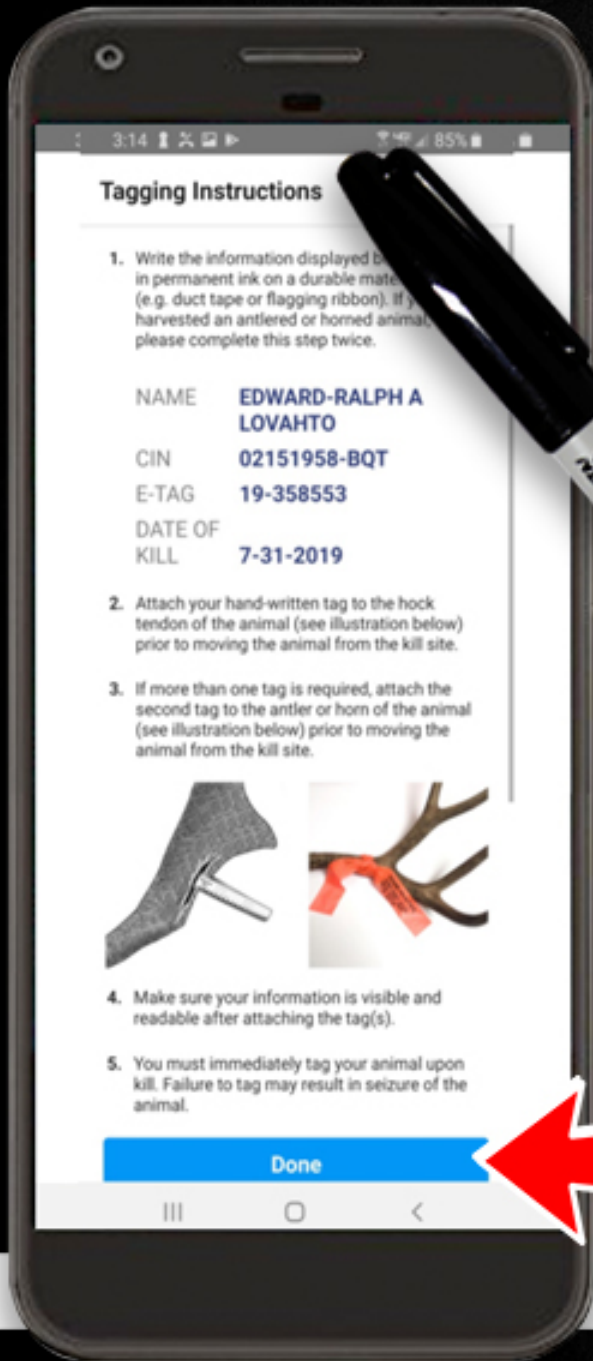 3:14 85%
Tagging Instructions
1. Write the information displayed
in permanent ink on a durable
(e.g. duct tape or flagging ribbon). If
harvested an antlered or horned animal,
please complete this step twice.
NAME EDWARD-RALPH A
LOVAHTO
CIN 02151958-BQT
E-TAG 19-358553
DATE OF
KILL 7-31-2019
2. Attach your hand-written tag to the hock
tendon of the animal (see illustration below)
prior to moving the animal from the kill site.
3. If more than one tag is required, attach the
second tag to the antler or horn of the animal
(see illustration below) prior to moving the
animal from the kill site.
4. Make sure your information is visible and
readable after attaching the tag(s).
5. You must immediately tag your animal upon
kill. Failure to tag may result in seizure of the
animal.
Done